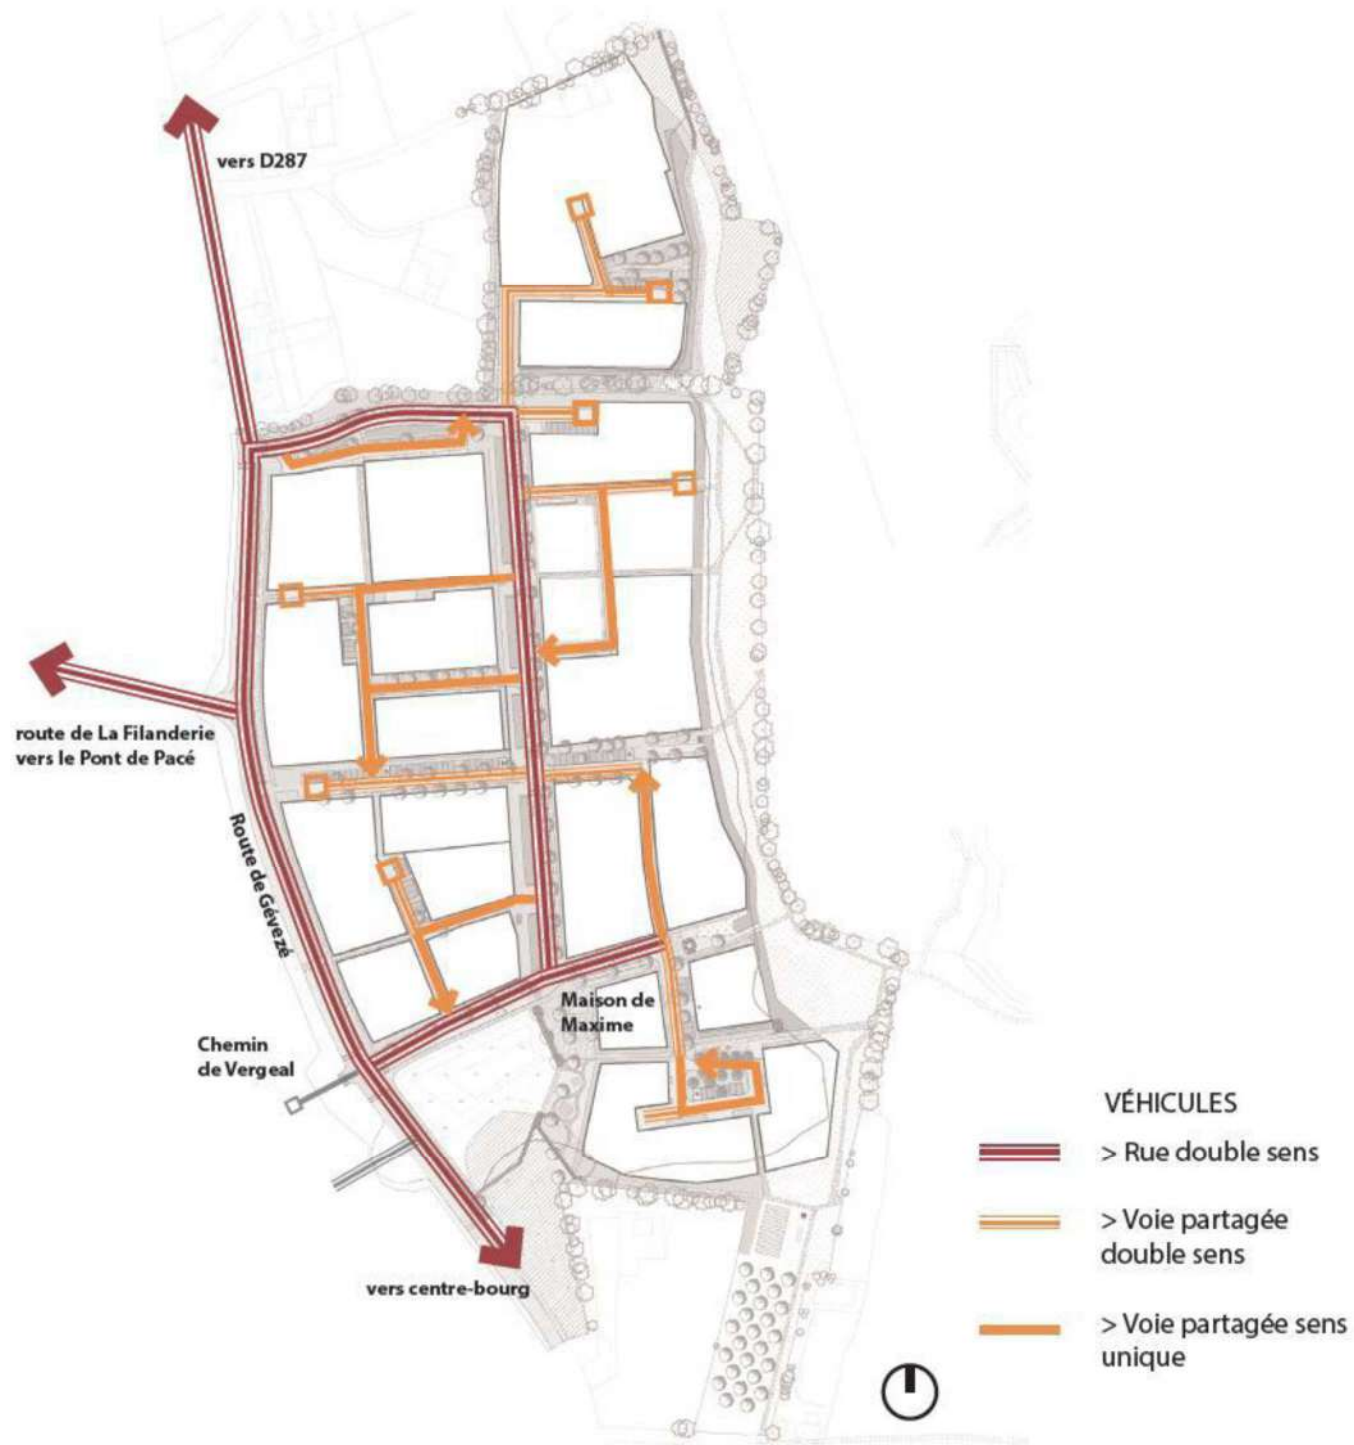 vers D287
route de La Filanderie
vers le Pont de Pacé
Route de Gévezé
Chemin
de Vergeal
Maison de
Maxime
vers centre-bourg
VÉHICULES
> Rue double sens
> Voie partagée
double sens
> Voie partagée sens
unique